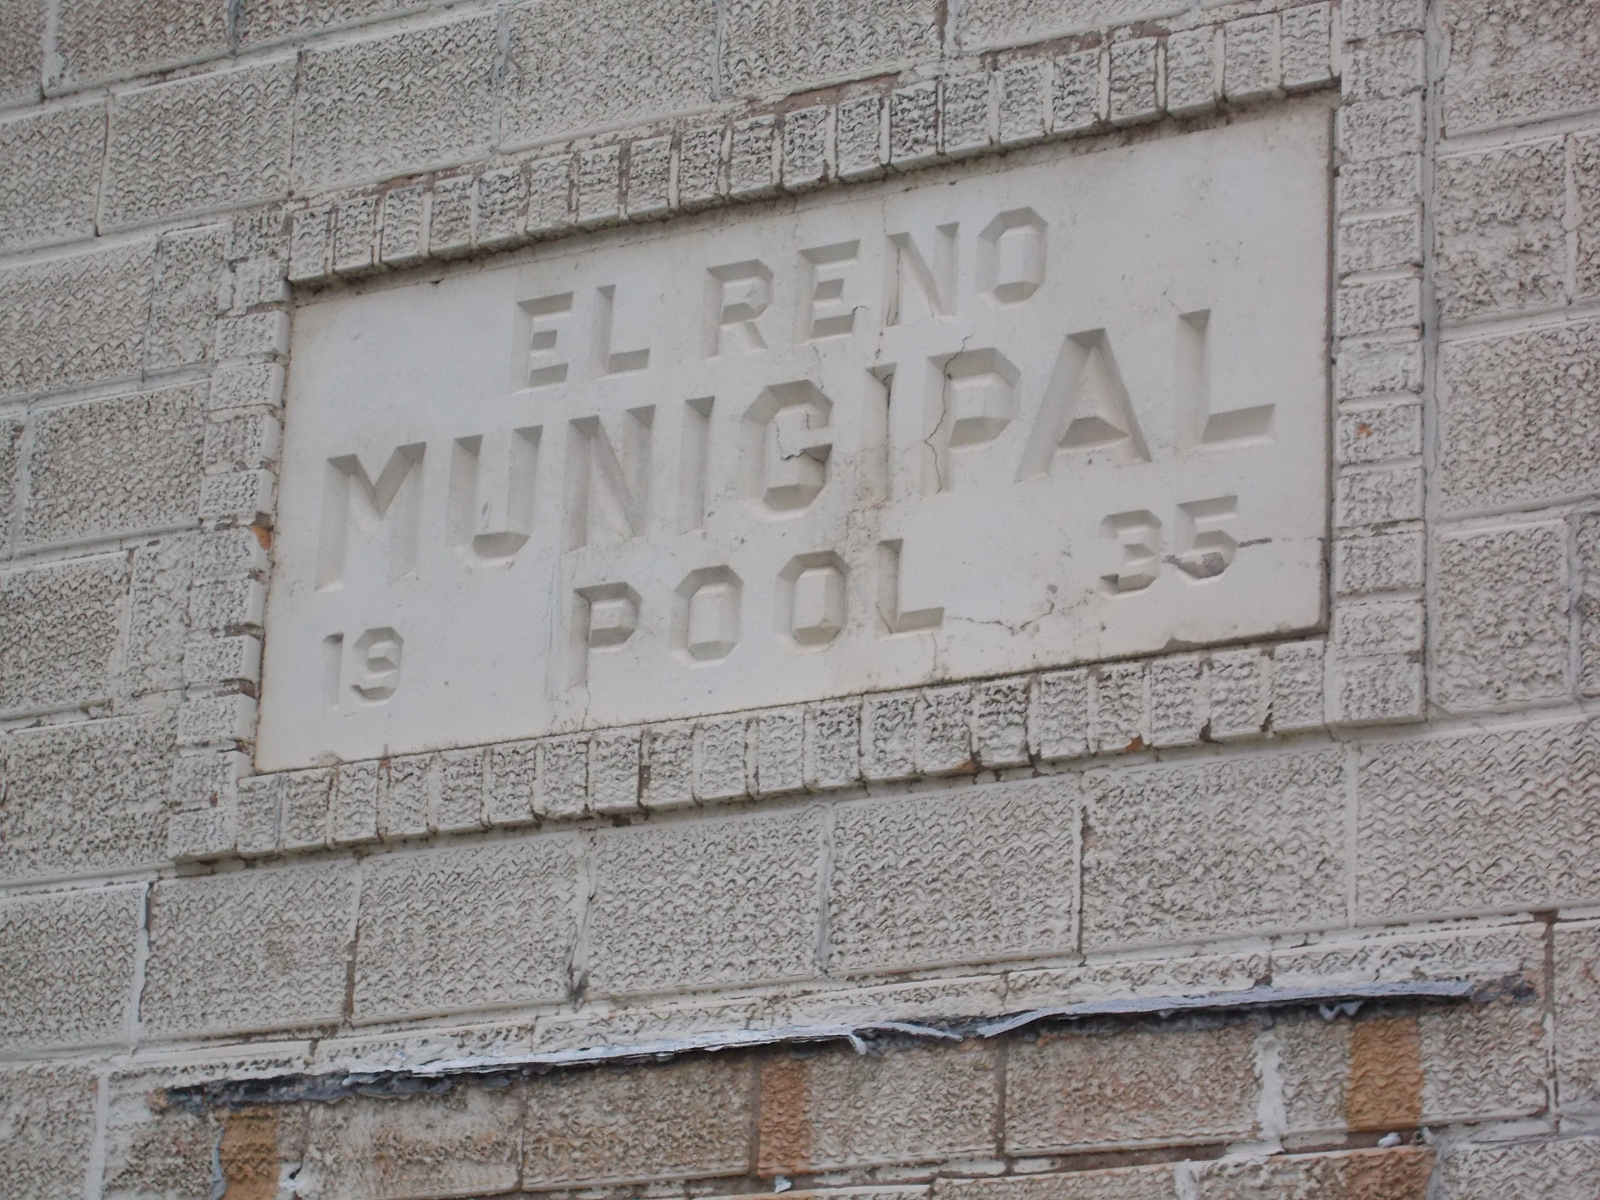 EL RENO
MUNICIPAL
19 POOL 35